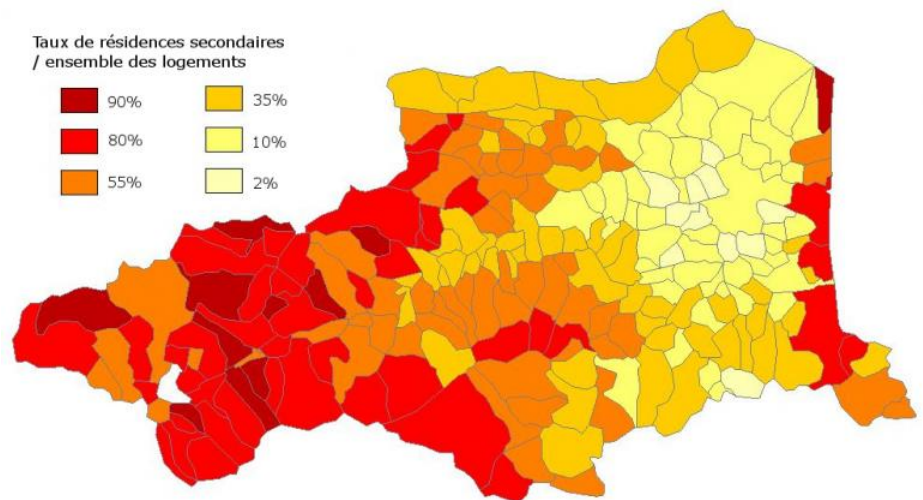 Taux de résidences secondaires
/ ensemble des logements
90% 35%
80% 10%
55% 2%